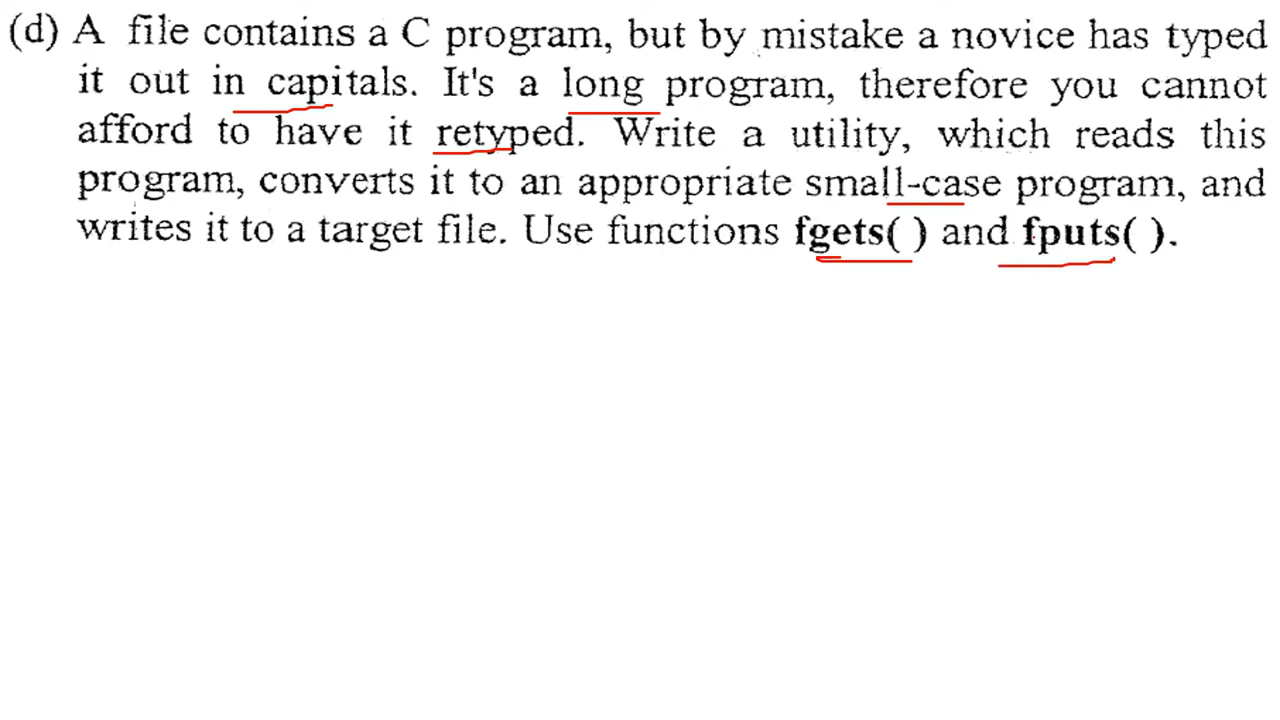 (d) A file contains a C program, but by mistake a novice has typed
it out in capitals. It's a long program, therefore you cannot
afford to have it retyped. Write a utility, which reads this
program, converts it to an appropriate small-case program, and
writes it to a target file. Use functions fgets( ) and fputs( ).